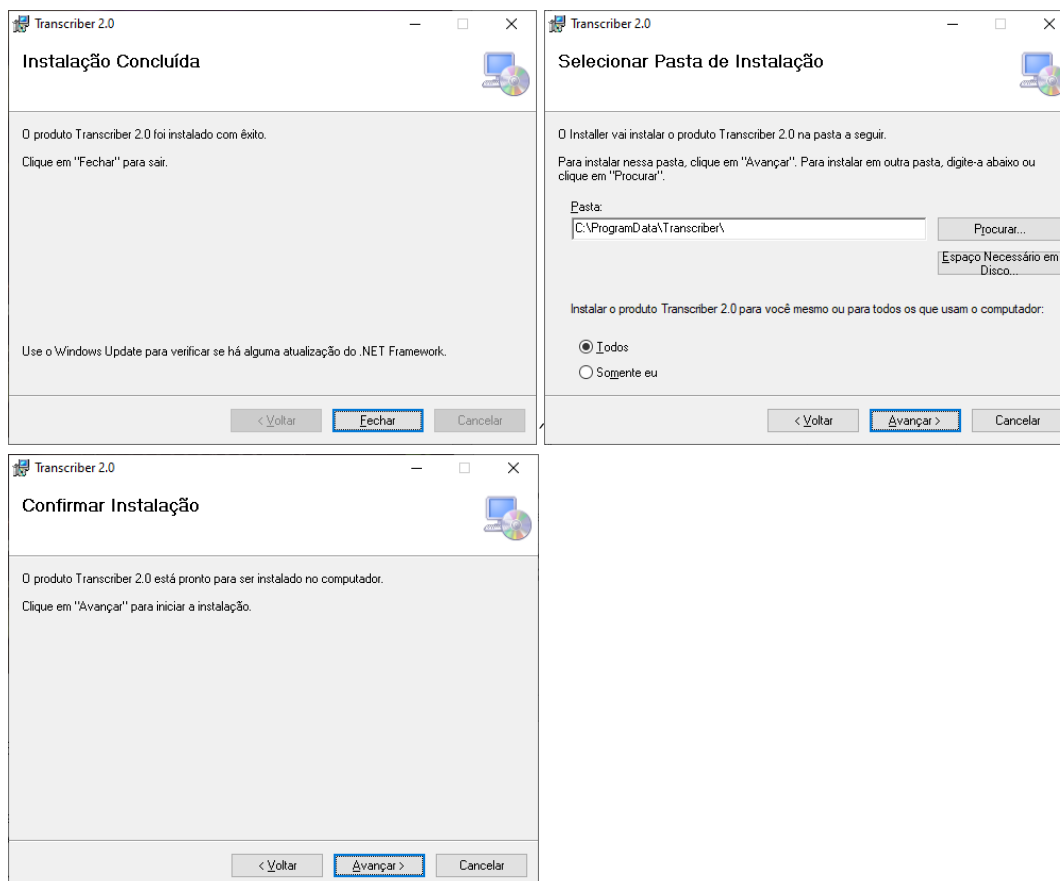 Transcriber 2.0
Instalação Concluída
O produto Transcriber 2.0 foi instalado com êxito.
Clique em "Fechar" para sair.
Use o Windows Update para verificar se há alguma atualização do .NET Framework.
< Voltar
Fechar
Cancelar
Transcriber 2.0
Selecionar Pasta de Instalação
O Installer vai instalar o produto Transcriber 2.0 na pasta a seguir.
Para instalar nessa pasta, clique em "Avançar". Para instalar em outra pasta, digite-a abaixo ou
clique em "Procurar".
Pasta:
C:\ProgramData\Transcriber\
Procurar...
Espaço Necessário em
Disco...
Instalar o produto Transcriber 2.0 para você mesmo ou para todos os que usam o computador:
Todos
Somente eu
< Voltar
Avançar >
Cancelar
Transcriber 2.0
Confirmar Instalação
O produto Transcriber 2.0 está pronto para ser instalado no computador.
Clique em "Avançar" para iniciar a instalação.
< Voltar
Avançar >
Cancelar